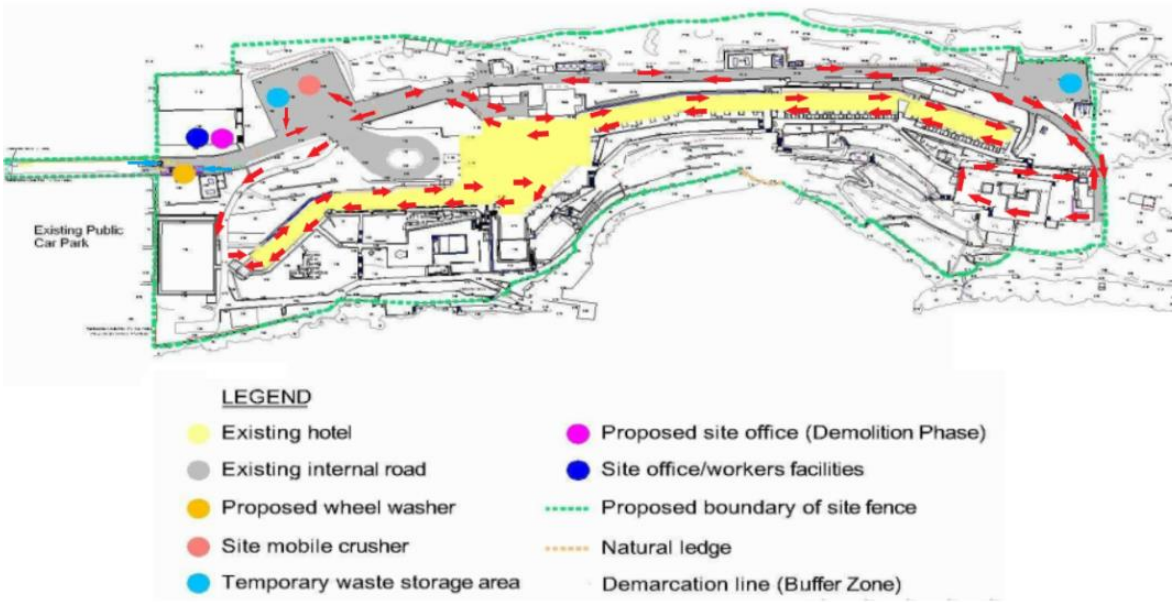 Existing Public
Car Park
LEGEND
Existing hotel
Existing internal road
Proposed wheel washer
Site mobile crusher
Temporary waste storage area
Proposed site office (Demolition Phase)
Site office/workers facilities
Proposed boundary of site fence
Natural ledge
Demarcation line (Buffer Zone)